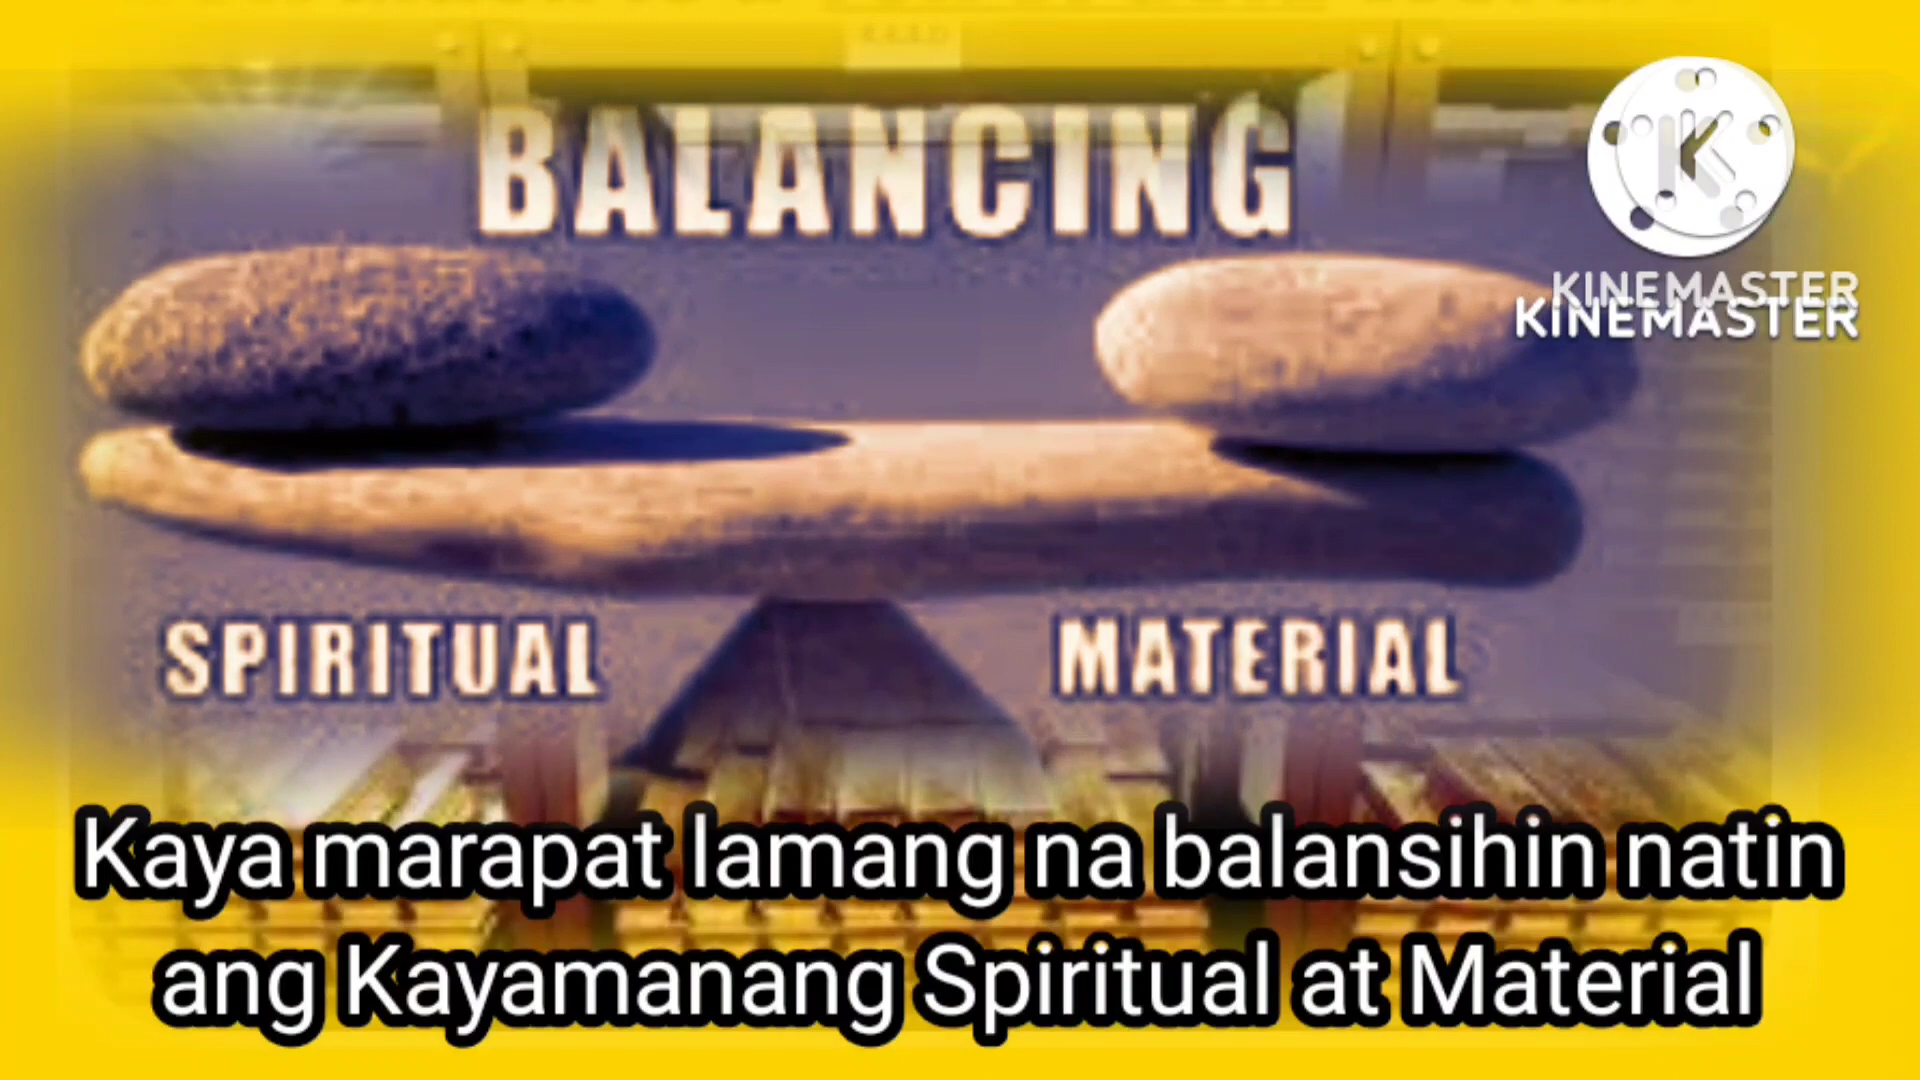 BALANCING
KINEMASTER
KINEMASTER
SPIRITUAL
MATERIAL
Kaya marapat lamang na balansihin natin
ang Kayamanang Spiritual at Material